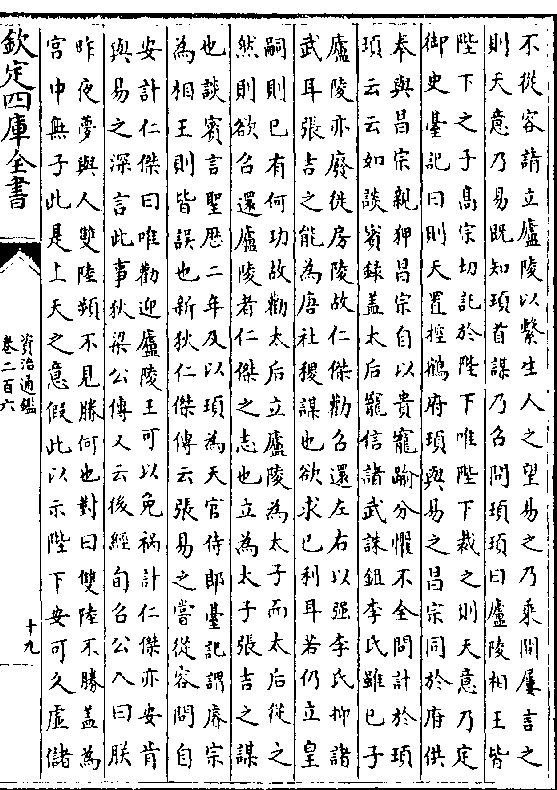 不從容請立廬陵以繫生人之望易之乃乘間屢言之
則天意乃易既知頊首謀乃召問頊頊曰廬陵相王皆
陛下之子髙宗切託於陛下唯陛下裁之則天意乃定
御史臺記曰則天置控鶴府頊與易之昌宗同於府供
奉與昌宗親狎昌宗自以貴寵踰分懼不全問計於頊
頊云云如談賓錄盖太后寵信諸武誅鉏李氏雖已子
廬陵亦廢徙房陵故仁傑勸召還左右以强李氏抑諸
武耳張吉之能為唐社稷謀也欲求已利耳若仍立皇
嗣則已有何功故勸太后立廬陵為太子而太后從之
然則欲召還廬陵者仁傑之志也立為太子張吉之謀
也談賓言聖厯二年及以頊為天官侍郎臺記謂睿宗
為相王則皆誤也新狄仁傑傳云張易之嘗從容問自
安計仁傑曰唯勸迎廬陵王可以免禍計仁傑亦安肯
與易之深言此事狄梁公傳又云後經旬召公入曰朕
昨夜夢與人雙陸頻不見勝何也對曰雙陸不勝蓋為
宫中無子此是上天之意假此以示陛下安可久虚儲
欽定四庫全書
資治通鑑
卷二百六
十九